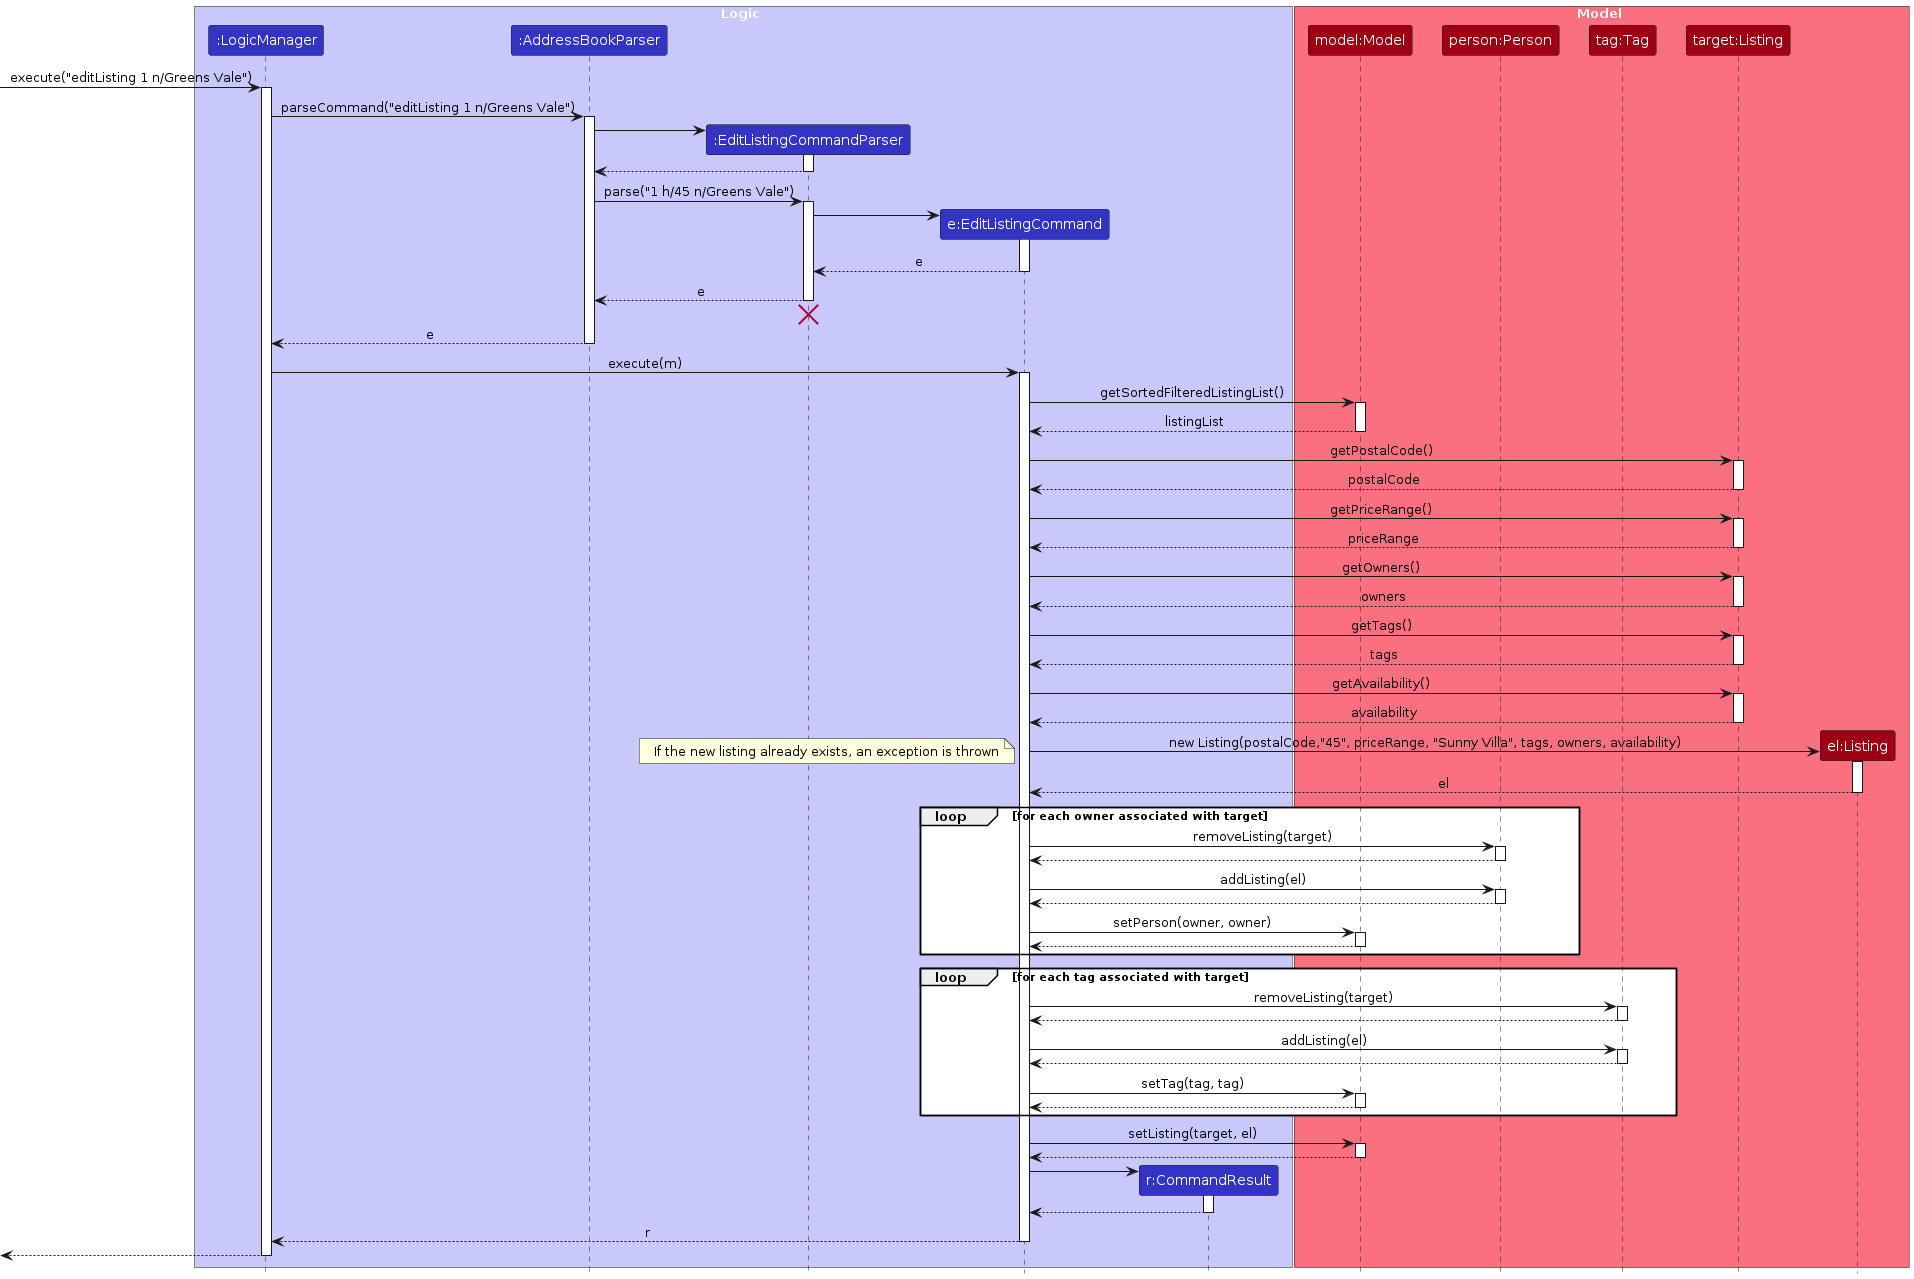 Logic
Model
:LogicManager
:AddressBookParser
model:Model
person:Person
tag:Tag
target:Listing
execute("editListing 1 n/Greens Vale")
parseCommand("editListing 1 n/Greens Vale")
:EditListingCommandParser
parse("1 h/45 n/Greens Vale")
e:EditListingCommand
e
e
e
execute(m)
getSortedFilteredListingList()
listingList
getPostalCode()
postalCode
getPriceRange()
priceRange
getOwners()
owners
getTags()
tags
getAvailability()
availability
If the new listing already exists, an exception is thrown
new Listing(postalCode,"45", priceRange, "Sunny Villa", tags, owners, availability)
el:Listing
el
loop [for each owner associated with target]
removeListing(target)
addListing(el)
setPerson(owner, owner)
loop [for each tag associated with target]
removeListing(target)
addListing(el)
setTag(tag, tag)
setListing(target, el)
r:CommandResult
r